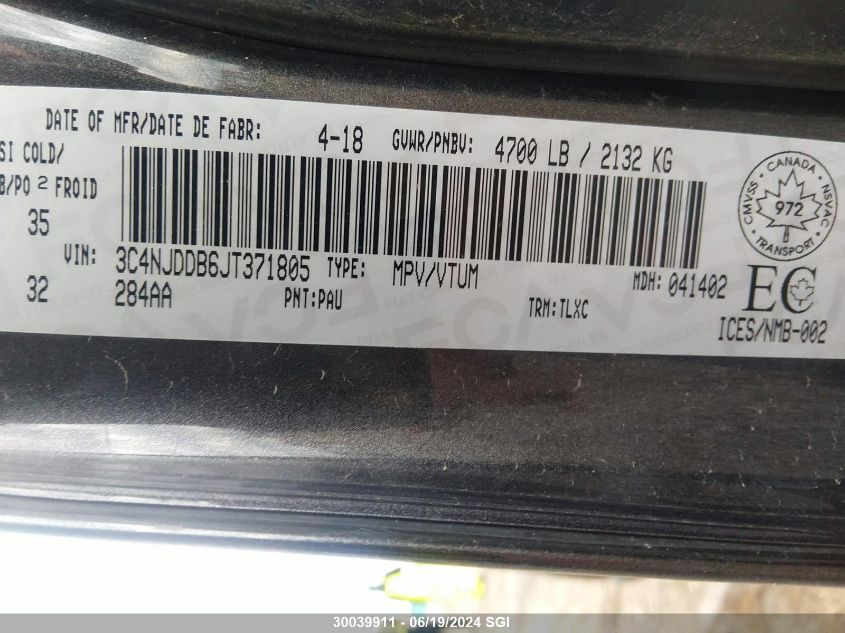 DATE OF MFR/DATE DE FABR: 4-18 GVWR/PNBV: 4700 LB / 2132 KG
SI COLD/
B/PO 2 FROID
35
VIN: 3C4NJDDB6JT371805 TYPE: MPV/VTUM MDH: 041402
32 284AA PNT:PAU TRM:TLXC
CANADA
CMVSS NSVAC
972
TRANSPORT
EC
ICES/NMB-002
30039911 - 06/19/2024 SGI